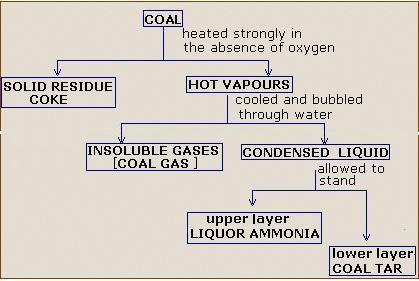 COAL
heated strongly in
the absence of oxygen
SOLID RESIDUE
COKE
HOT VAPOURS
cooled and bubbled
through water
INSOLUBLE GASES
[COAL GAS ]
CONDENSED LIQUID
allowed to
stand
upper layer
LIQUOR AMMONIA
lower layer
COAL TAR